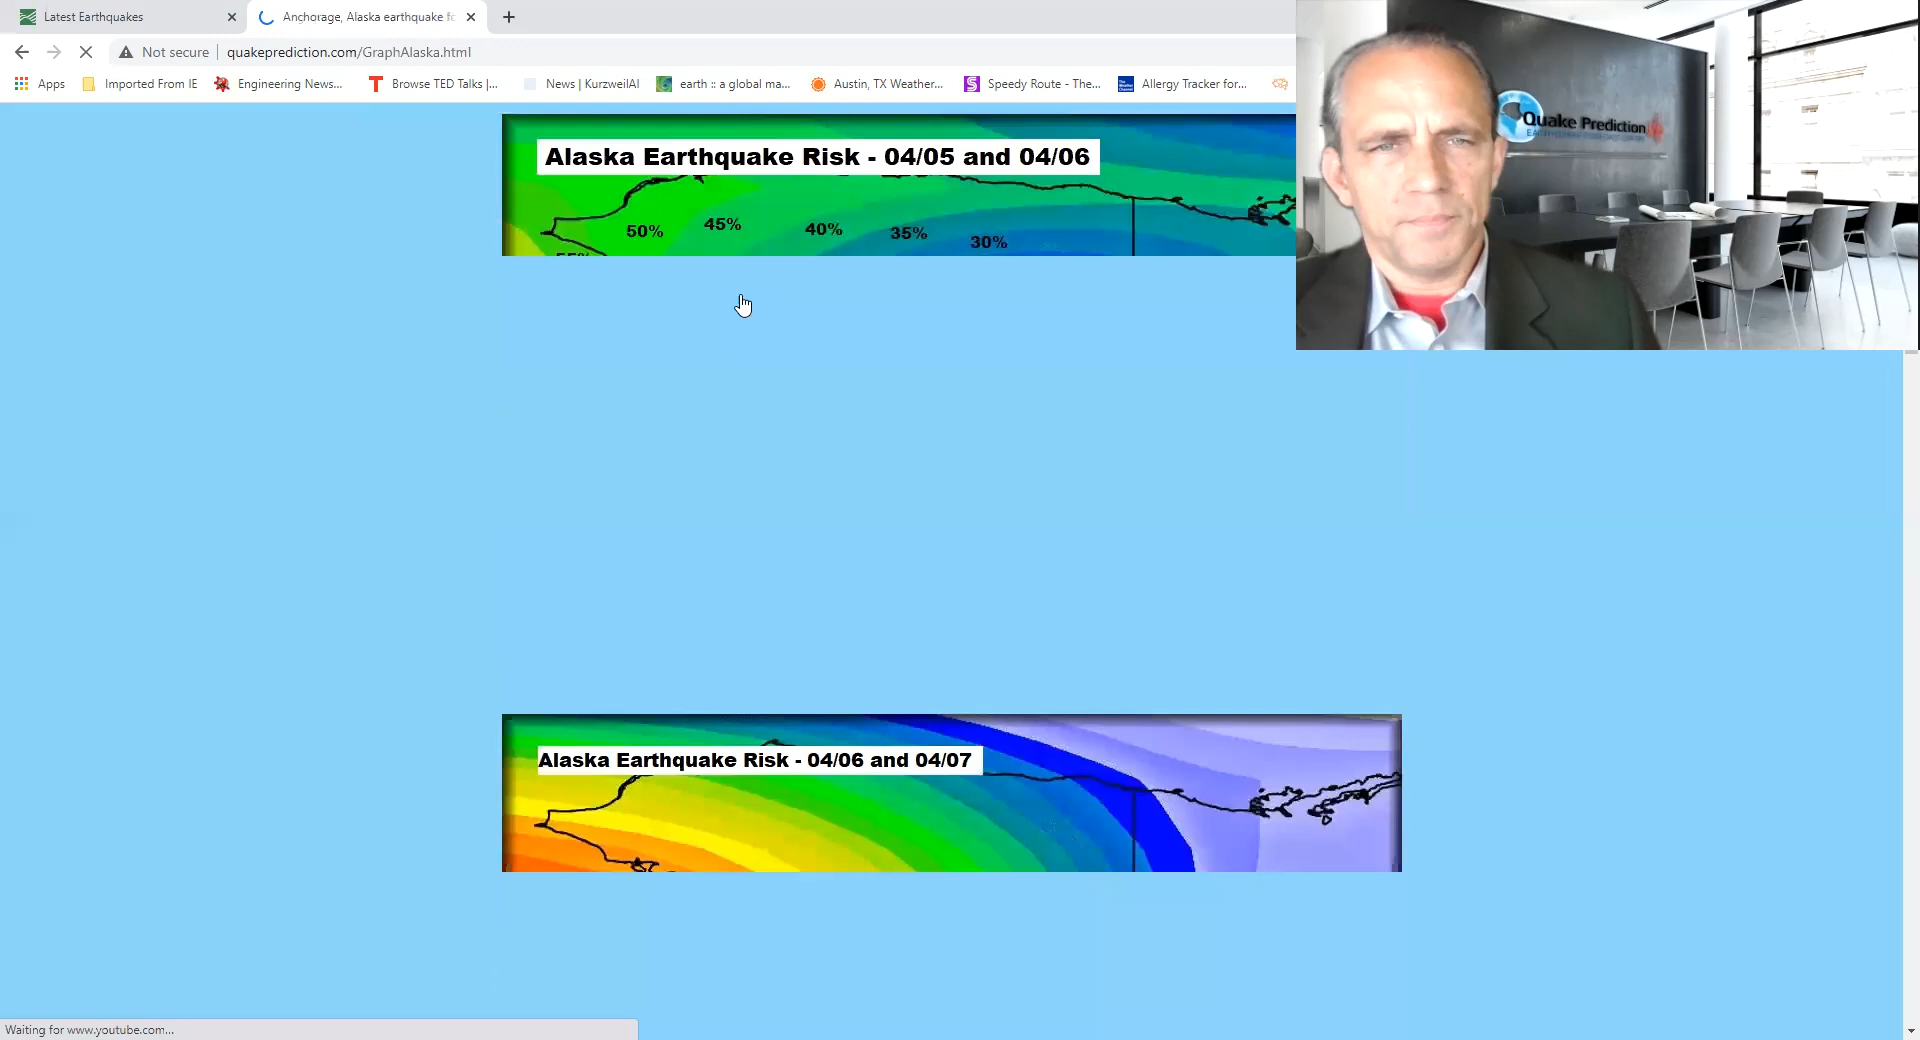 Latest Earthquakes
Anchorage, Alaska earthquake fo
Not secure
quakeprediction.com/GraphAlaska.html
Apps
Imported From IE
Engineering News...
Browse TED Talks |...
News | KurzweilAI
earth :: a global ma...
Austin, TX Weather...
Speedy Route - The...
Allergy Tracker for...
Quake Prediction
Alaska Earthquake Risk - 04/05 and 04/06
50%
45%
40%
35%
30%
55%
Alaska Earthquake Risk - 04/06 and 04/07
Waiting for www.youtube.com...